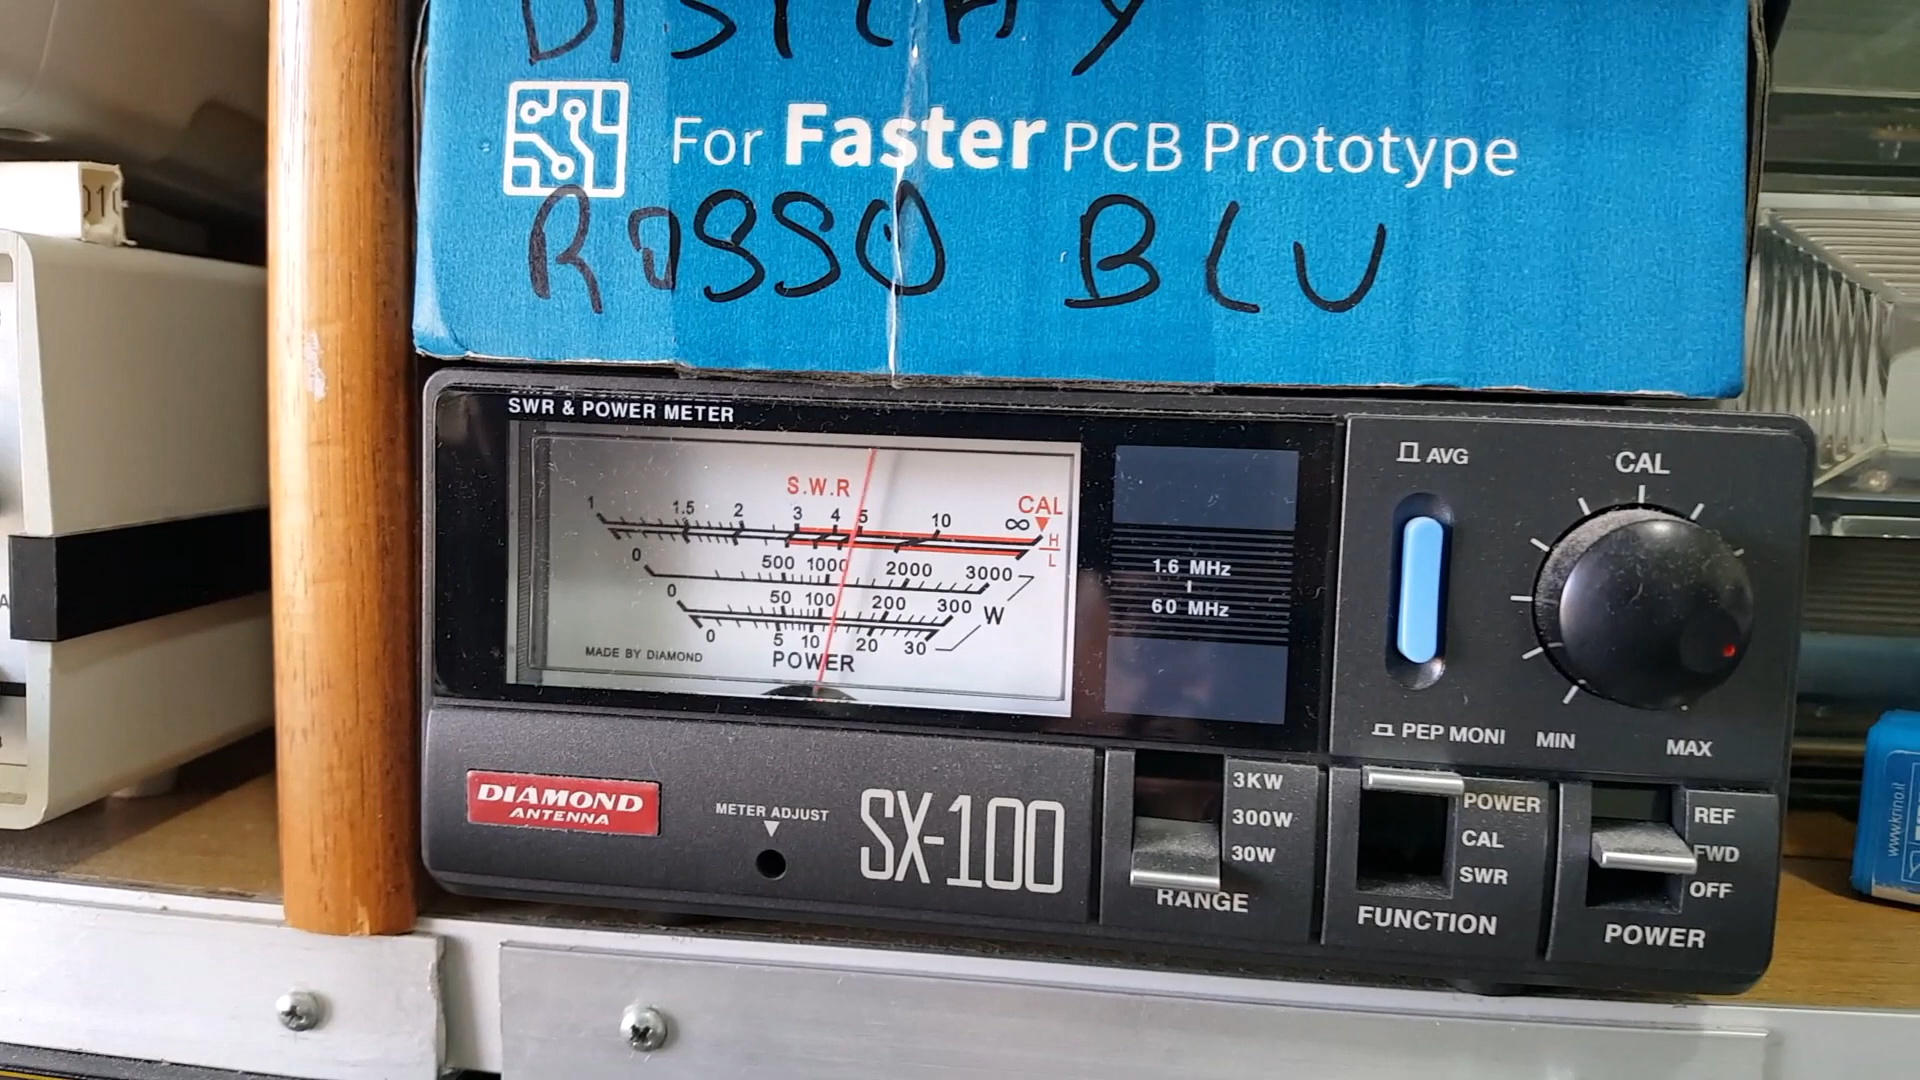 DISPLAY
For Faster PCB Prototype
ROSSO BLU
SWR & POWER METER
S.W.R
CAL
1 1.5 2 3 4 5 10 ∞
H
L
0 500 1000 2000 3000
0 50 100 200 300
W
0 5 10 20 30
MADE BY DIAMOND
POWER
1.6 MHz
60 MHz
AVG
CAL
PEP MONI
MIN
MAX
DIAMOND
ANTENNA
METER ADJUST
SX-100
3KW
300W
30W
RANGE
POWER
CAL
SWR
FUNCTION
REF
FWD
OFF
POWER
www.krino.it